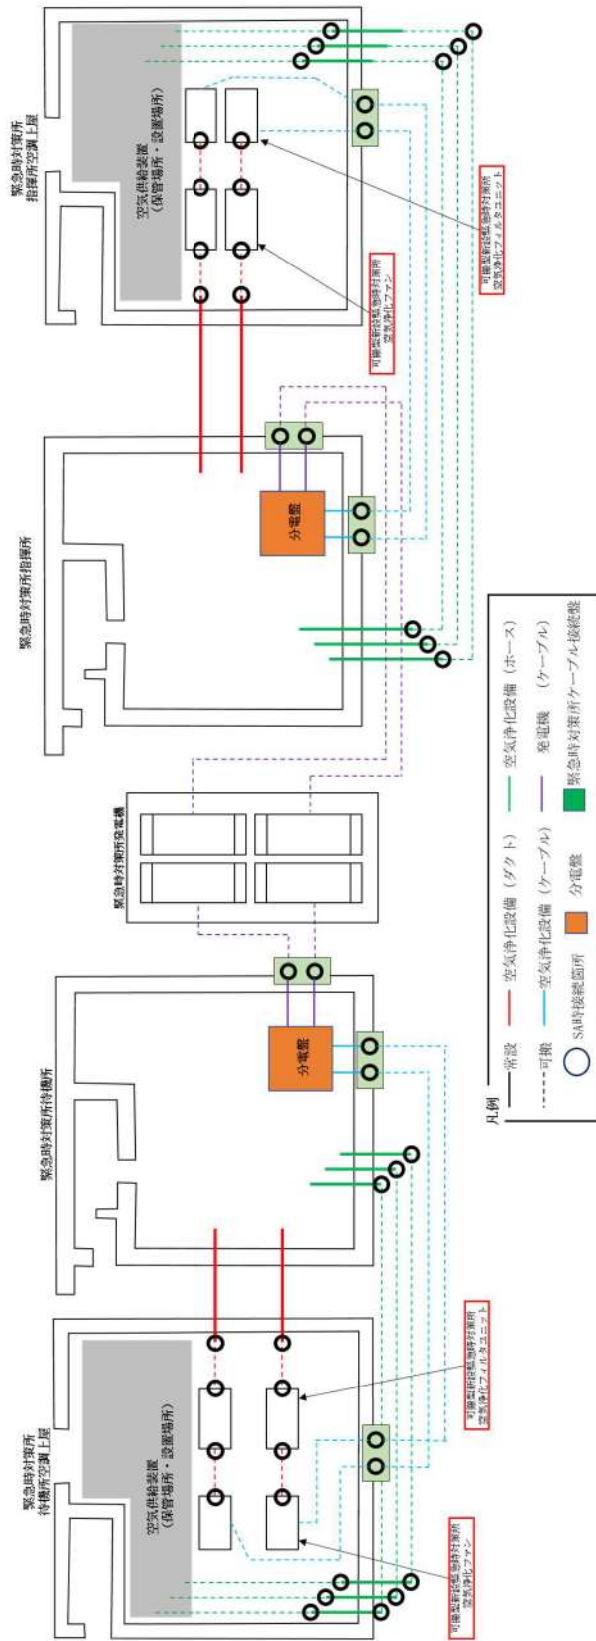 緊急時対策所
待機所空調上屋
空気供給装置
（保管場所・設置場所）
可搬型新設緊急時対策所
空気浄化ファン
可搬型新設緊急時対策所
空気浄化フィルタユニット
緊急時対策所待機所
分電盤
緊急時対策所発電機
緊急時対策所指揮所
分電盤
緊急時対策所
指揮所空調上屋
空気供給装置
（保管場所・設置場所）
可搬型新設緊急時対策所
空気浄化ファン
可搬型新設緊急時対策所
空気浄化フィルタユニット
凡例
常設 空気浄化設備（ダクト） 空気浄化設備（ホース）
可搬 空気浄化設備（ケーブル） 発電機 （ケーブル）
SA時接続箇所 分電盤 緊急時対策所ケーブル接続盤